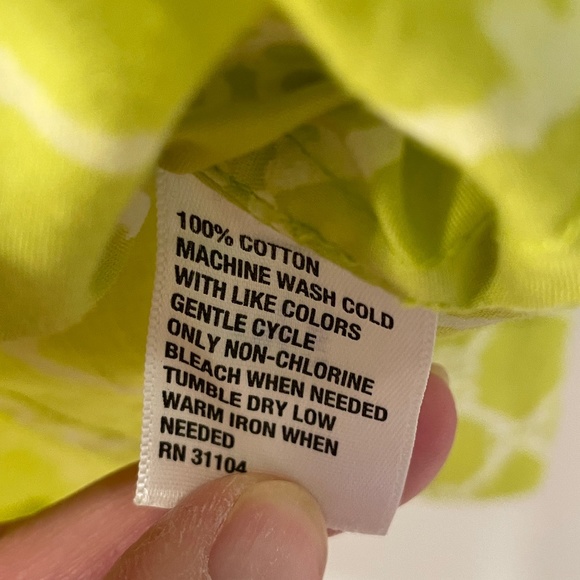 100% COTTON
MACHINE WASH COLD
WITH LIKE COLORS
GENTLE CYCLE
ONLY NON-CHLORINE
BLEACH WHEN NEEDED
TUMBLE DRY LOW
WARM IRON WHEN
NEEDED
RN 31104